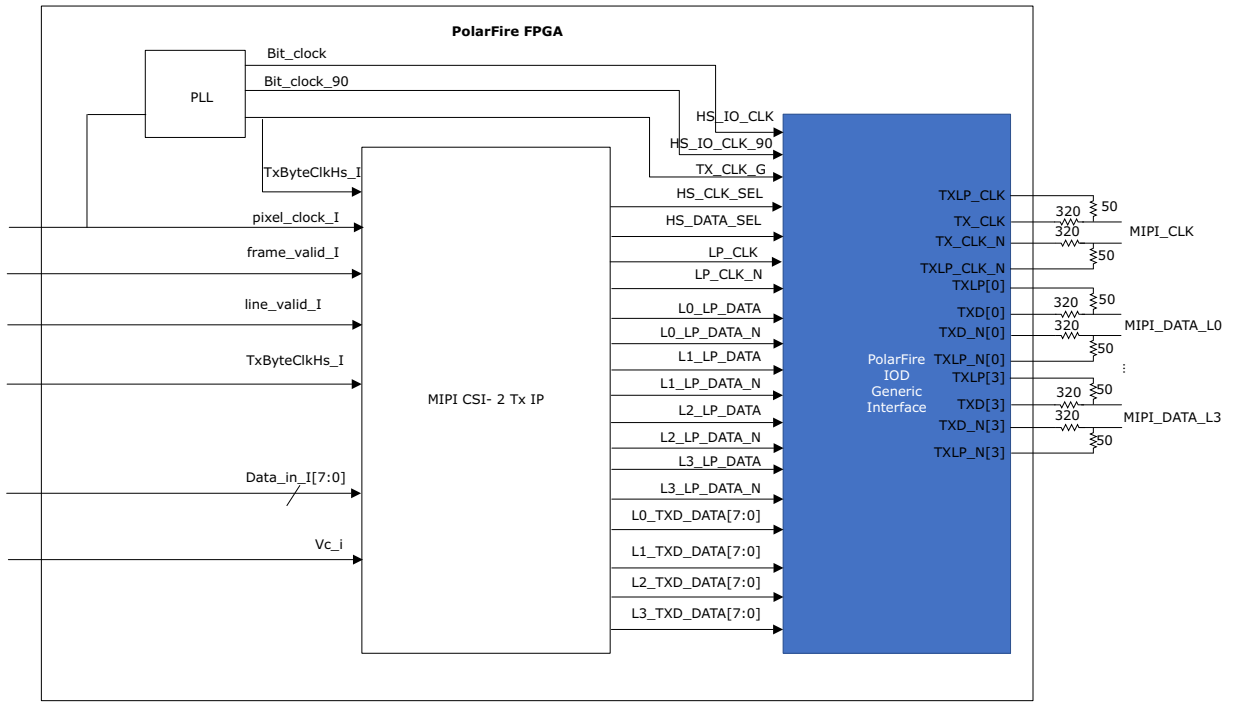 PolarFire FPGA
Bit_clock
Bit_clock_90
PLL
HS_IO_CLK
HS_IO_CLK_90
TX_CLK_G
TxByteClkHs_I
pixel_clock_I
frame_valid_I
line_valid_I
TxByteClkHs_I
Data_in_I[7:0]
Vc_i
MIPI CSI- 2 Tx IP
HS_CLK_SEL
HS_DATA_SEL
LP_CLK
LP_CLK_N
L0_LP_DATA
L0_LP_DATA_N
L1_LP_DATA
L1_LP_DATA_N
L2_LP_DATA
L2_LP_DATA_N
L3_LP_DATA
L3_LP_DATA_N
L0_TXD_DATA[7:0]
L1_TXD_DATA[7:0]
L2_TXD_DATA[7:0]
L3_TXD_DATA[7:0]
PolarFire
IOD
Generic
Interface
TXLP_CLK
TX_CLK
TX_CLK_N
TXLP_CLK_N
TXLP[0]
TXD[0]
TXD_N[0]
TXLP_N[0]
TXLP[3]
TXD[3]
TXD_N[3]
TXLP_N[3]
320
50
320
50
MIPI_CLK
320
50
320
50
MIPI_DATA_L0
...
320
50
320
50
MIPI_DATA_L3